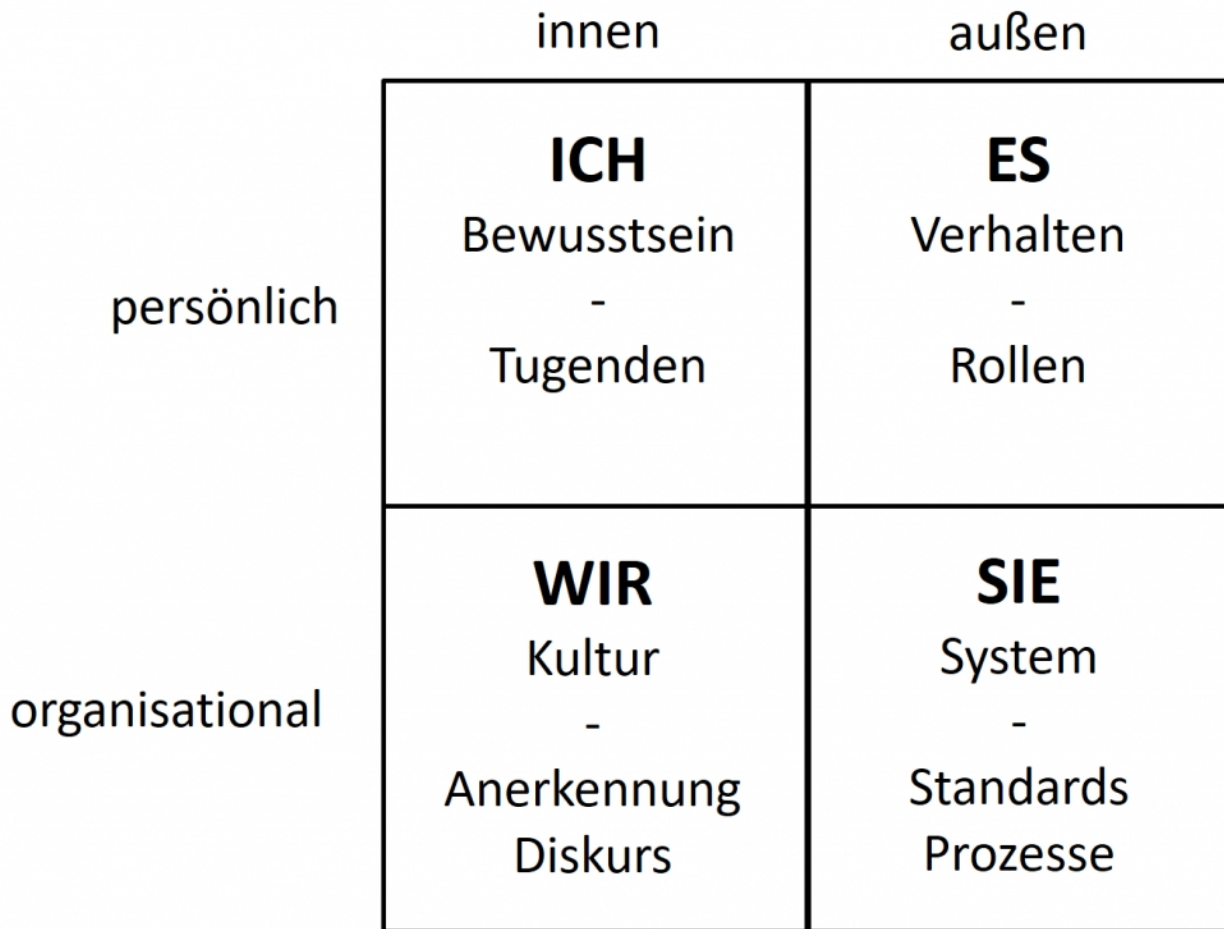 innen außen
ICH ES
Bewusstsein Verhalten
- -
persönlich
Tugenden Rollen
WIR SIE
Kultur System
organisational
- -
Anerkennung Standards
Diskurs Prozesse